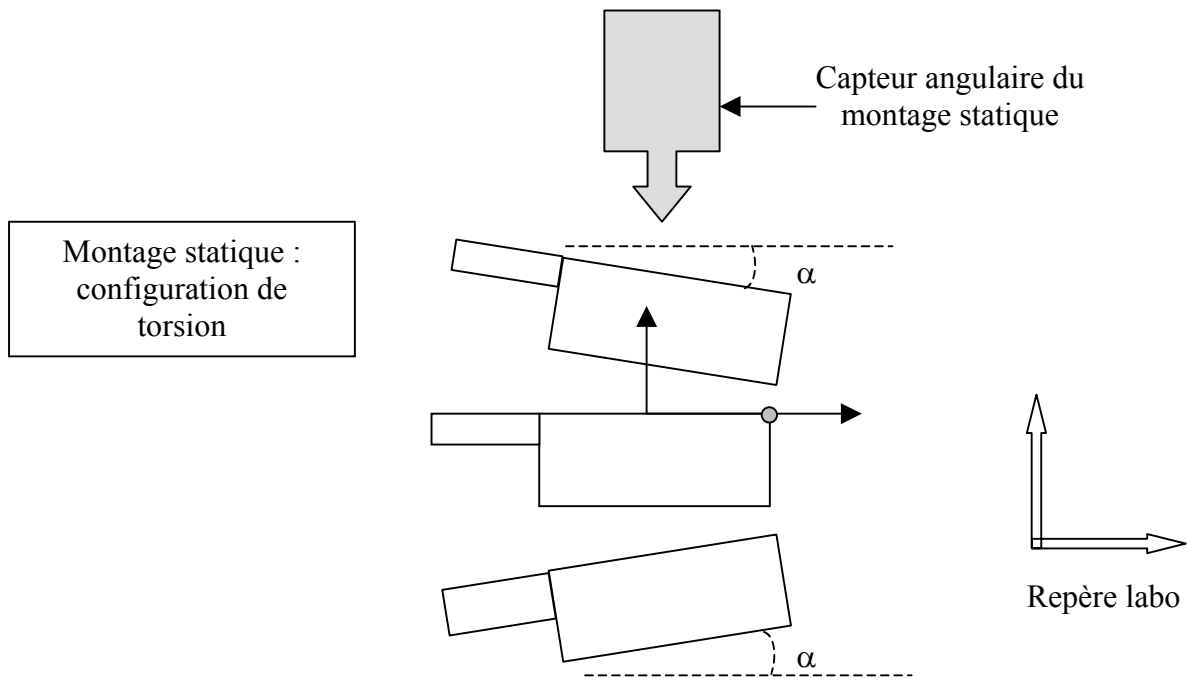 Capteur angulaire du
montage statique
Montage statique :
configuration de
torsion
α
Repère labo
α